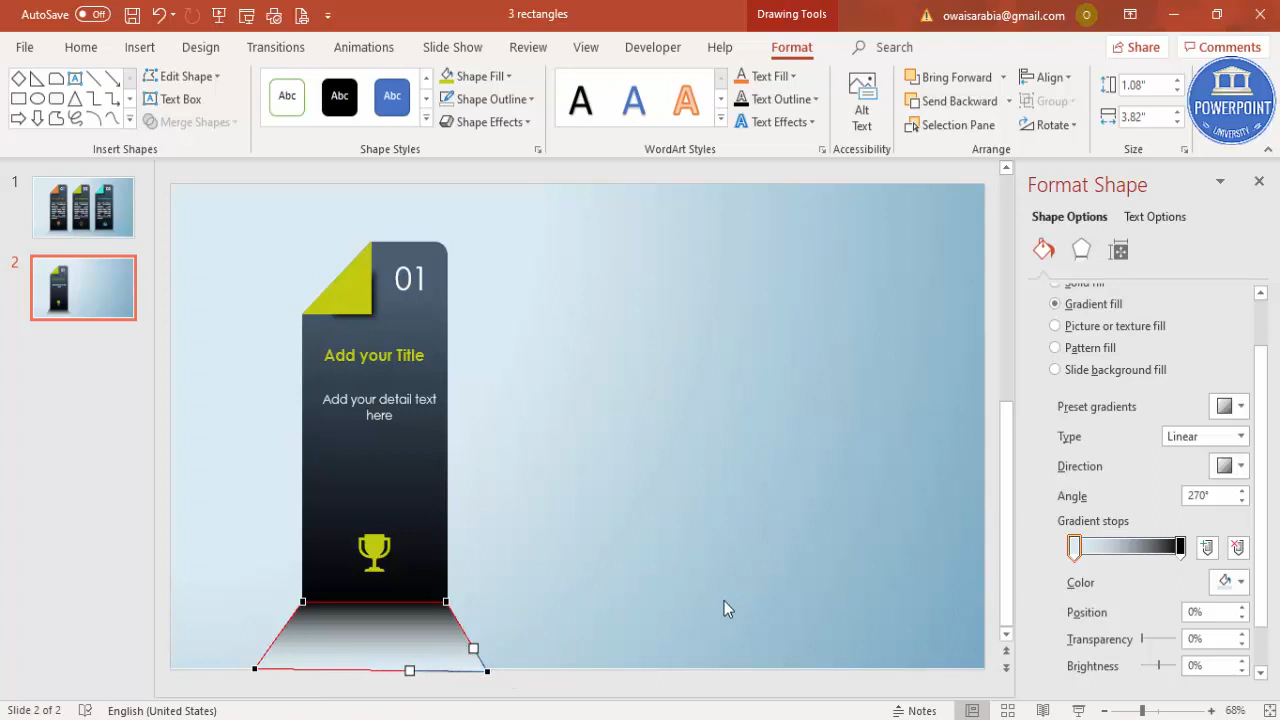 AutoSave Off 3 rectangles Drawing Tools owaisarabia@gmail.com O
File Home Insert Design Transitions Animations Slide Show Review View Developer Help Format Search Share Comments
Edit Shape
Text Box
Merge Shapes
Insert Shapes
Abc Abc Abc
Shape Fill
Shape Outline
Shape Effects
Shape Styles
A A A
Text Fill
Text Outline
Text Effects
WordArt Styles
Alt
Text
Accessibility
Bring Forward
Send Backward
Selection Pane
Align
Group
Rotate
Arrange
1.08"
3.82"
Size
POWERPOINT
UNIVERSITY
1
2
01
Add your Title
Add your detail text
here
Format Shape
Shape Options Text Options
Solid fill
Gradient fill
Picture or texture fill
Pattern fill
Slide background fill
Preset gradients
Type Linear
Direction
Angle 270°
Gradient stops
Color
Position 0%
Transparency 0%
Brightness 0%
Slide 2 of 2 English (United States) Notes 68%